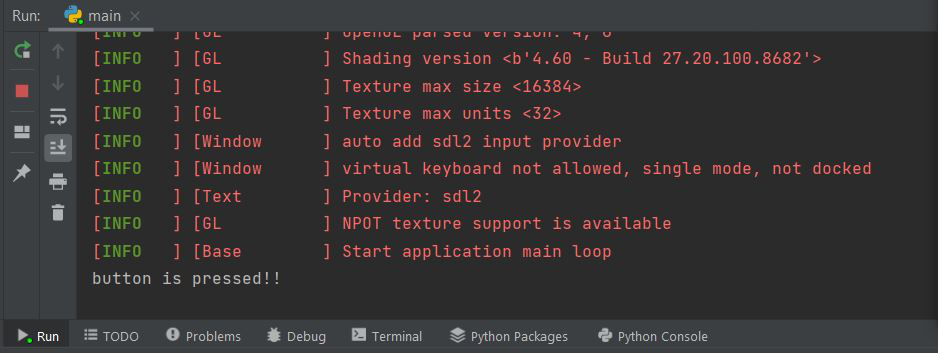 Run: main
[INFO   ] [GL          ] OpenGL parsed version: 4, 6
[INFO   ] [GL          ] Shading version <b'4.60 - Build 27.20.100.8682'>
[INFO   ] [GL          ] Texture max size <16384>
[INFO   ] [GL          ] Texture max units <32>
[INFO   ] [Window      ] auto add sdl2 input provider
[INFO   ] [Window      ] virtual keyboard not allowed, single mode, not docked
[INFO   ] [Text        ] Provider: sdl2
[INFO   ] [GL          ] NPOT texture support is available
[INFO   ] [Base        ] Start application main loop
button is pressed!!
Run TODO Problems Debug Terminal Python Packages Python Console